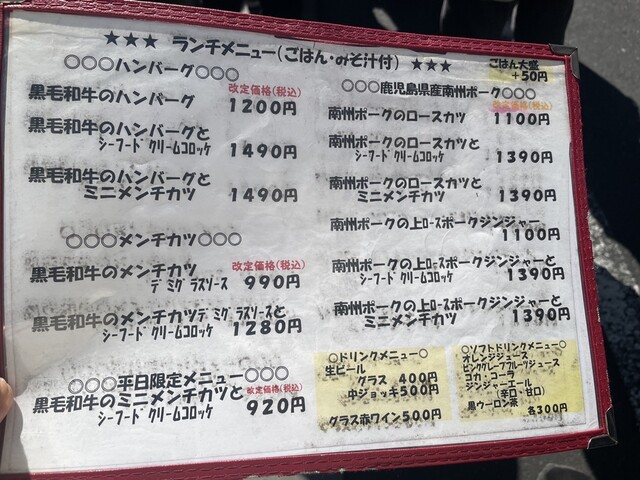 ★★★ ランチメニュー(ごはん・みそ汁付) ★★★
ごはん大盛
+50円
○○○ハンバーグ○○○
黒毛和牛のハンバーグ 改定価格(税込) 1200円
黒毛和牛のハンバーグと
シーフードクリームコロッケ 1490円
黒毛和牛のハンバーグと
ミニメンチカツ 1490円
○○○メンチカツ○○○
黒毛和牛のメンチカツ 改定価格(税込)
デミグラスソース 990円
黒毛和牛のメンチカツデミグラスソースと
シーフードクリームコロッケ 1280円
○○○平日限定メニュー○○○
黒毛和牛のミニメンチカツと 改定価格(税込)
シーフードクリームコロッケ 920円
○○○鹿児島県産南州ポーク○○○
改定価格(税込)
南州ポークのロースカツ 1100円
南州ポークのロースカツと
シーフードクリームコロッケ 1390円
南州ポークのロースカツと
ミニメンチカツ 1390円
南州ポークの上ロースポークジンジャー
1100円
南州ポークの上ロースポークジンジャーと
シーフードクリームコロッケ 1390円
南州ポークの上ロースポークジンジャーと
ミニメンチカツ 1390円
○ドリンクメニュー○
生ビール
グラス 400円
中ジョッキ500円
グラス赤ワイン500円
○ソフトドリンクメニュー○
オレンジジュース
ピンクグレープフルーツジュース
コカ・コーラ
ジンジャーエール
(辛口・甘口)
黒ウーロン茶
各300円